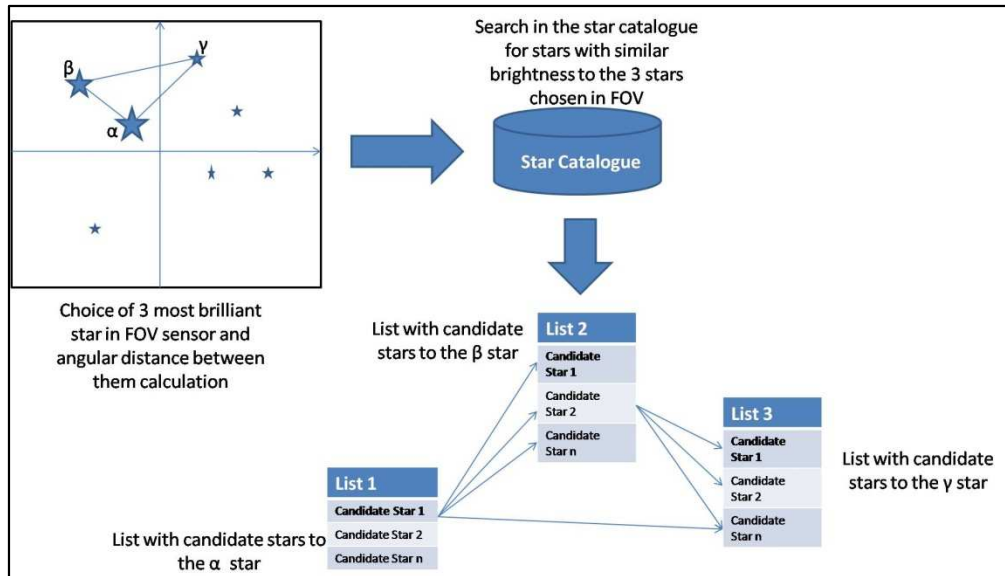 β
γ
α
Choice of 3 most brilliant
star in FOV sensor and
angular distance between
them calculation
Search in the star catalogue
for stars with similar
brightness to the 3 stars
chosen in FOV
Star Catalogue
List with candidate
stars to the β star
List 2
Candidate
Star 1
Candidate
Star 2
Candidate
Star n
List 3
Candidate
Star 1
Candidate
Star 2
Candidate
Star n
List with candidate
stars to the γ star
List 1
Candidate Star 1
Candidate Star 2
Candidate Star n
List with candidate stars to
the α star